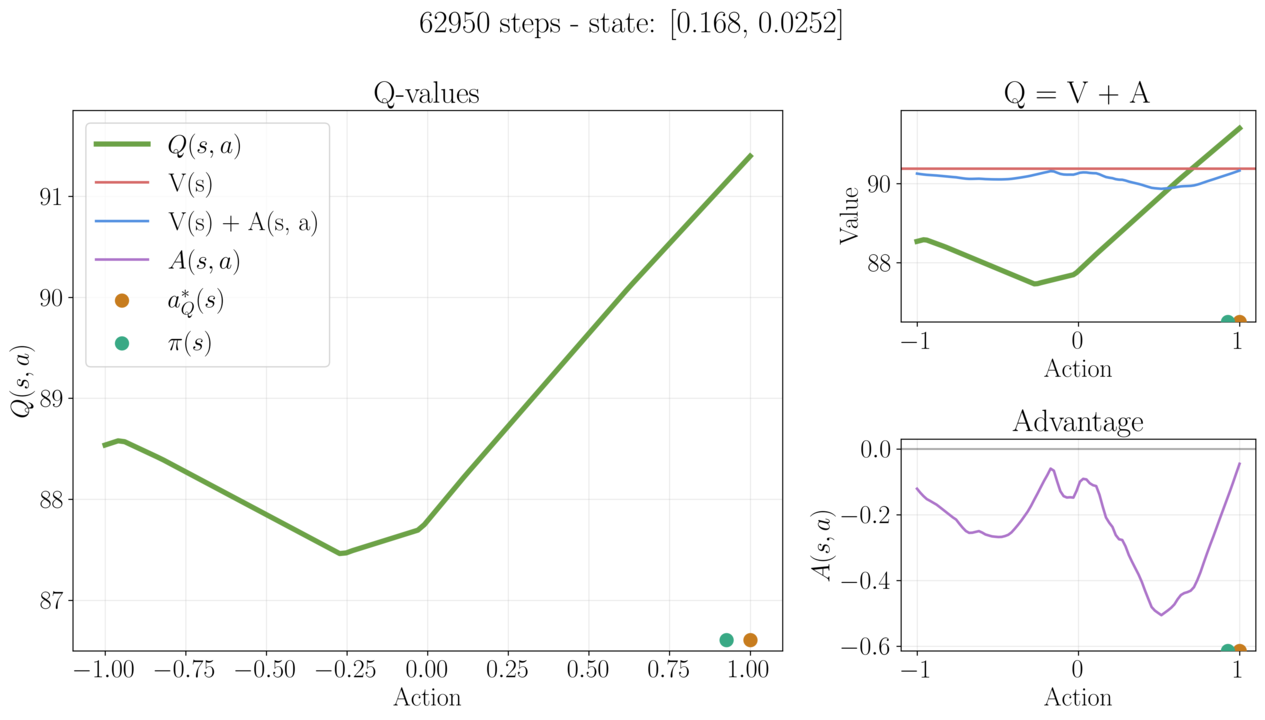 62950 steps - state: [0.168, 0.0252]
Q-values
Q(s, a)
V(s)
V(s) + A(s, a)
A(s, a)
a*Q(s)
π(s)
91
90
89
88
87
Q(s, a)
−1.00 −0.75 −0.50 −0.25 0.00 0.25 0.50 0.75 1.00
Action
Q = V + A
90
88
Value
−1 0 1
Action
Advantage
0.0
−0.2
−0.4
−0.6
A(s, a)
−1 0 1
Action